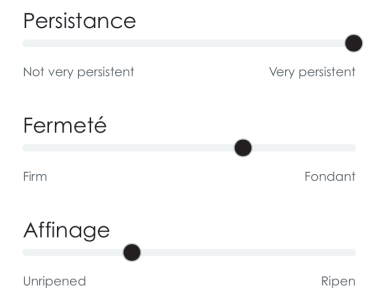 Persistance
Not very persistent Very persistent
Fermeté
Firm Fondant
Affinage
Unripened Ripen